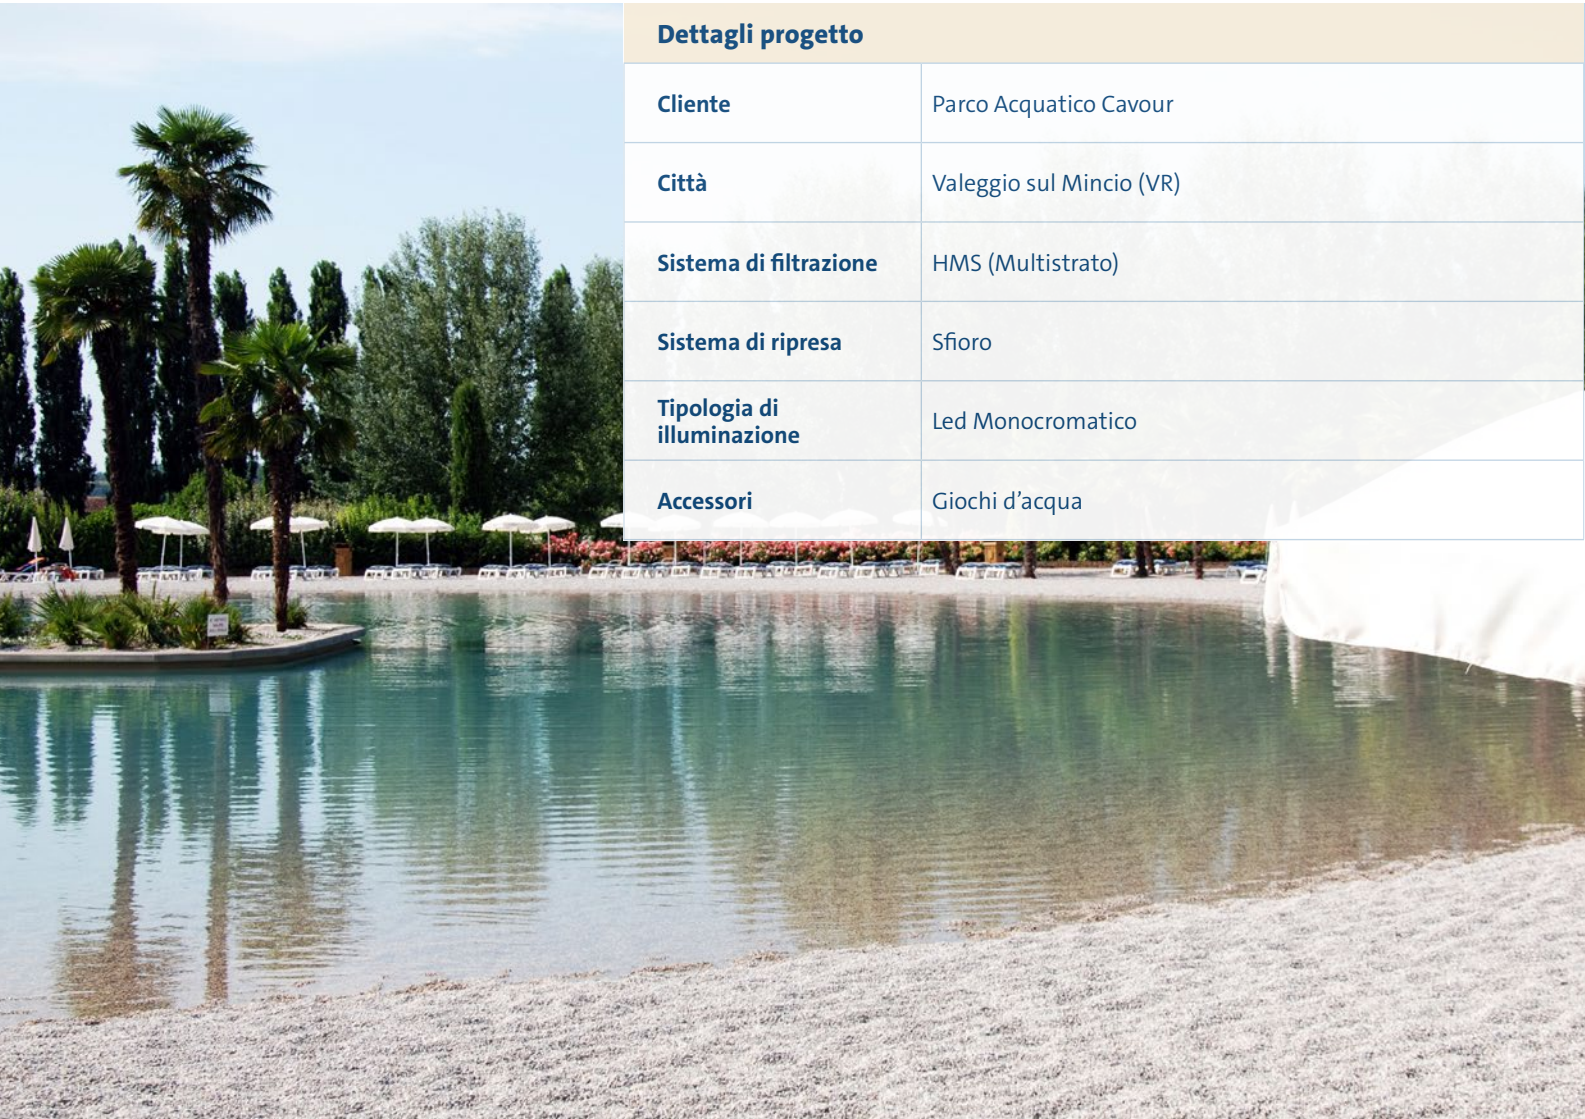 Dettagli progetto
Cliente
Parco Acquatico Cavour
Città
Valeggio sul Mincio (VR)
Sistema di filtrazione
HMS (Multistrato)
Sistema di ripresa
Sfioro
Tipologia di
illuminazione
Led Monocromatico
Accessori
Giochi d’acqua